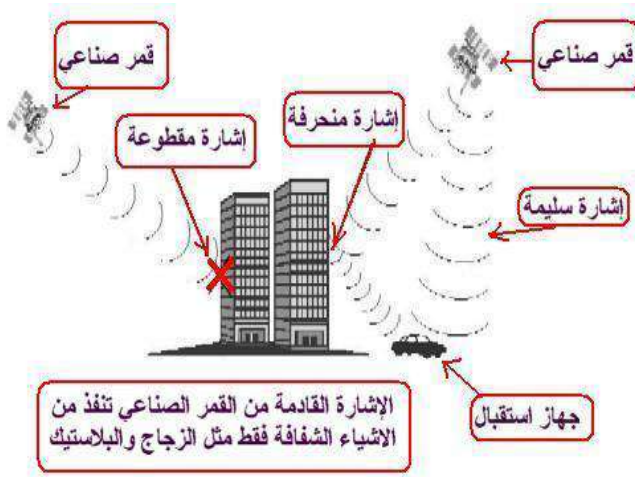 قمر صناعي
قمر صناعي
إشارة منحرفة
إشارة مقطوعة
إشارة سليمة
جهاز استقبال
الإشارة القادمة من القمر الصناعي تنفذ من
الاشياء الشفافة فقط مثل الزجاج والبلاستيك